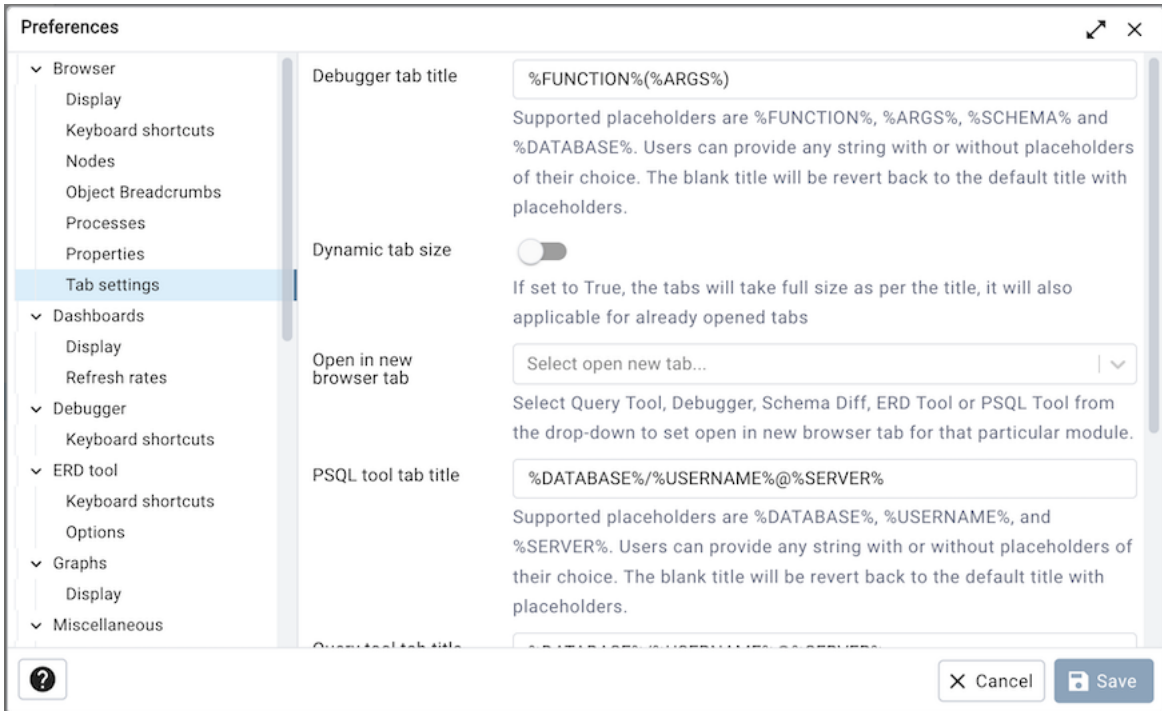 Preferences
Browser
Display
Keyboard shortcuts
Nodes
Object Breadcrumbs
Processes
Properties
Tab settings
Dashboards
Display
Refresh rates
Debugger
Keyboard shortcuts
ERD tool
Keyboard shortcuts
Options
Graphs
Display
Miscellaneous
Debugger tab title
%FUNCTION%(%ARGS%)
Supported placeholders are %FUNCTION%, %ARGS%, %SCHEMA% and
%DATABASE%. Users can provide any string with or without placeholders
of their choice. The blank title will be revert back to the default title with
placeholders.
Dynamic tab size
If set to True, the tabs will take full size as per the title, it will also
applicable for already opened tabs
Open in new
browser tab
Select open new tab...
Select Query Tool, Debugger, Schema Diff, ERD Tool or PSQL Tool from
the drop-down to set open in new browser tab for that particular module.
PSQL tool tab title
%DATABASE%/%USERNAME%@%SERVER%
Supported placeholders are %DATABASE%, %USERNAME%, and
%SERVER%. Users can provide any string with or without placeholders of
their choice. The blank title will be revert back to the default title with
placeholders.
Query tool tab title
%DATABASE%/%USERNAME%@%SERVER%
?
Cancel
Save